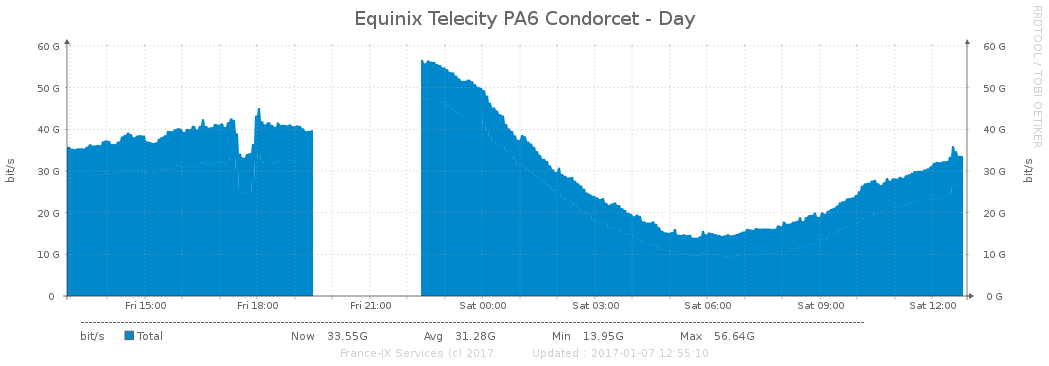 Equinix Telecity PA6 Condorcet - Day
RRDTOOL / TOBI OETIKER
60 G 60 G
50 G 50 G
40 G 40 G
30 G 30 G
20 G 20 G
10 G 10 G
0 0 G
bit/s bit/s
Fri 15:00 Fri 18:00 Fri 21:00 Sat 00:00 Sat 03:00 Sat 06:00 Sat 09:00 Sat 12:00
bit/s Total Now 33.55G Avg 31.28G Min 13.95G Max 56.64G
France-IX Services (c) 2017 Updated : 2017-01-07 12:55:10